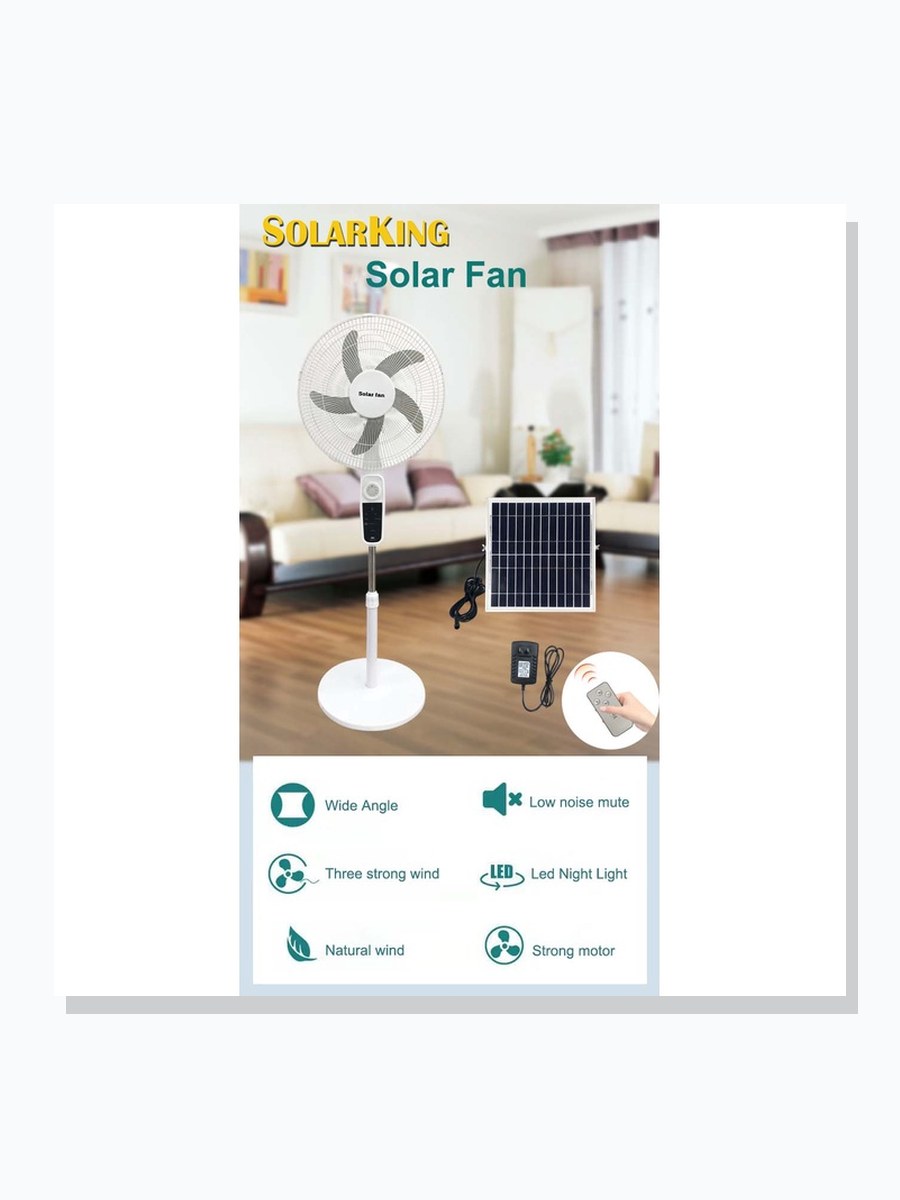 SOLARKING
Solar Fan
Solar fan
Wide Angle
Low noise mute
Three strong wind
LED
Led Night Light
Natural wind
Strong motor